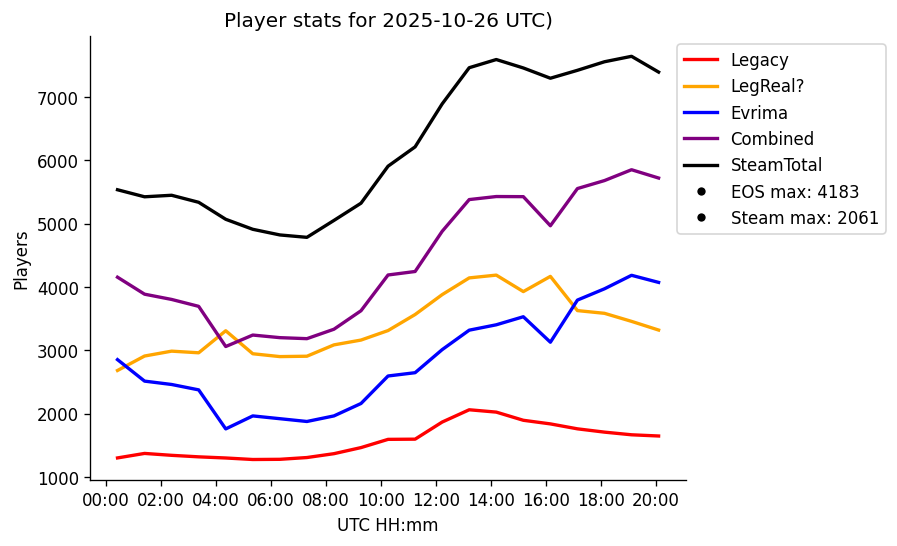 Player stats for 2025-10-26 UTC)
Legacy
LegReal?
Evrima
Combined
SteamTotal
EOS max: 4183
Steam max: 2061
Players
7000
6000
5000
4000
3000
2000
1000
00:00 02:00 04:00 06:00 08:00 10:00 12:00 14:00 16:00 18:00 20:00
UTC HH:mm